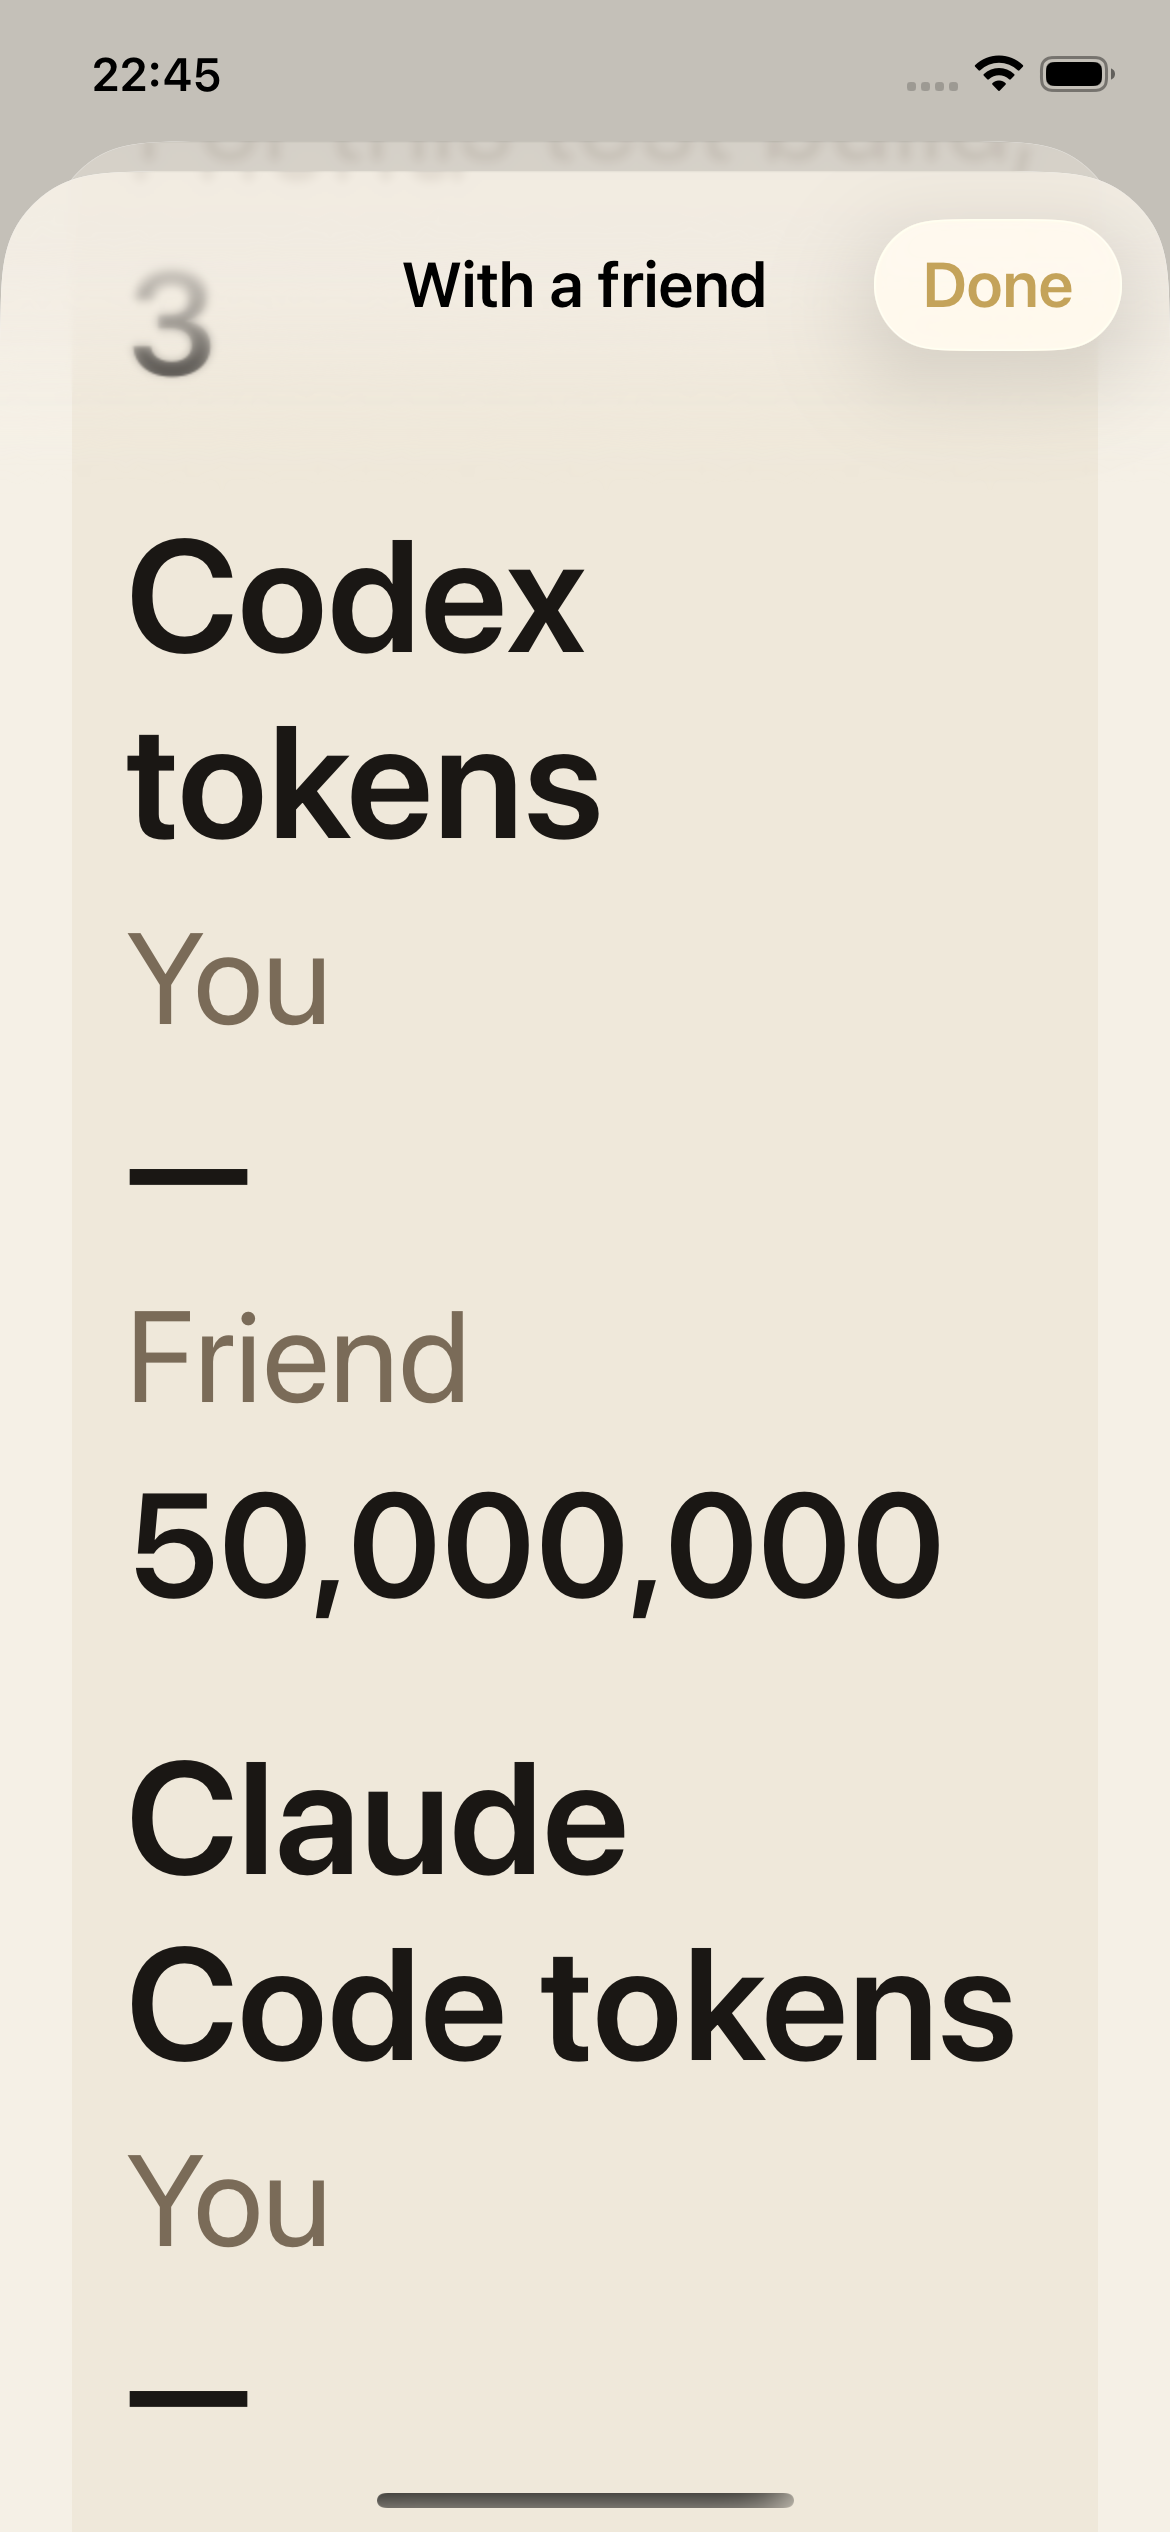 22:45
With a friend
Done
3
Codex
tokens
You
—
Friend
50,000,000
Claude
Code tokens
You
—